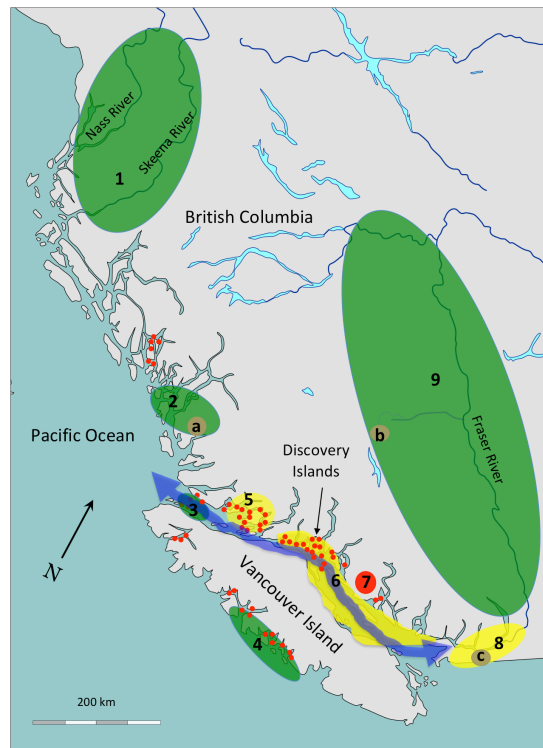 Nass River
Skeena River
1
British Columbia
9
2
a
Pacific Ocean
b
Fraser River
Discovery
Islands
5
3
N
6
7
Vancouver Island
4
8
c
200 km